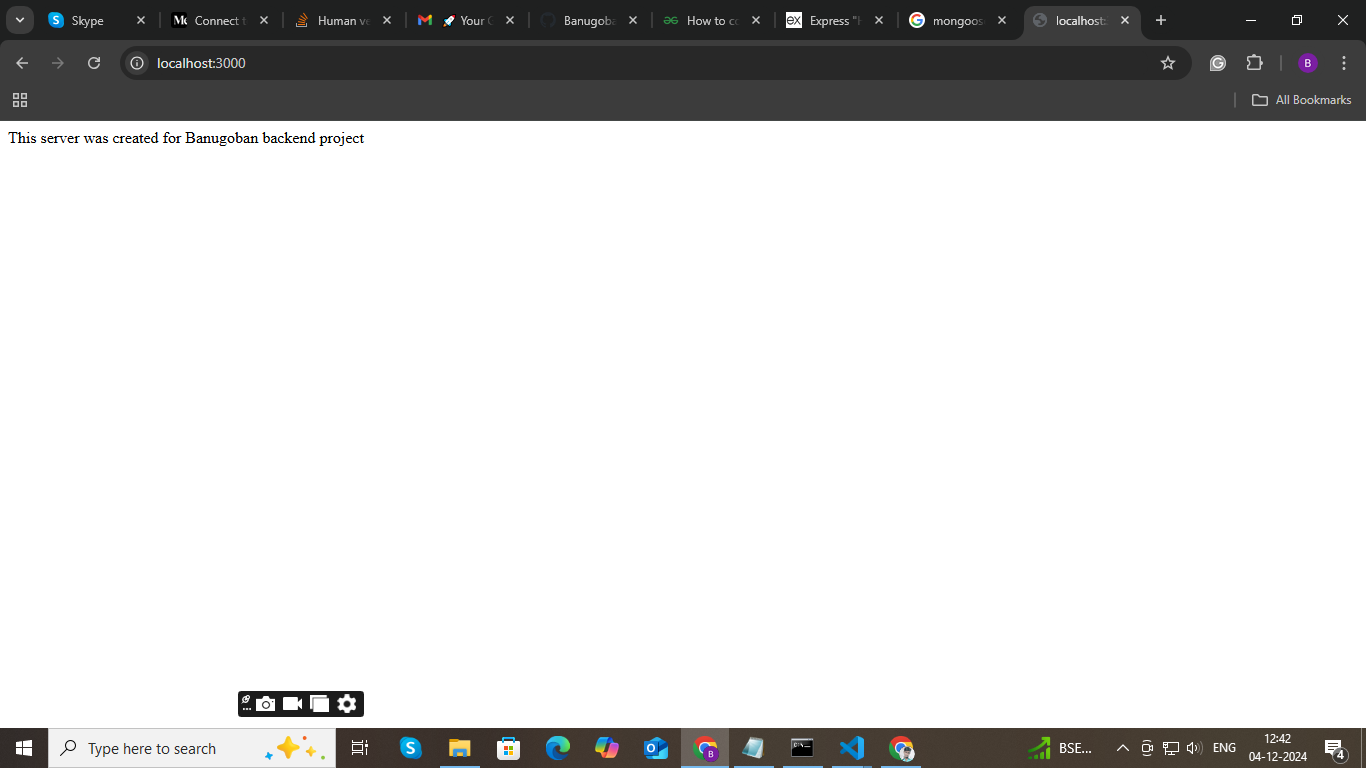 Skype
Connect t
Human ve
🚀 Your C
Banugoba
How to co
ex
Express "H
mongoos
localhost:
localhost:3000
B
All Bookmarks
This server was created for Banugoban backend project
Type here to search
BSE...
ENG
12:42
04-12-2024
4